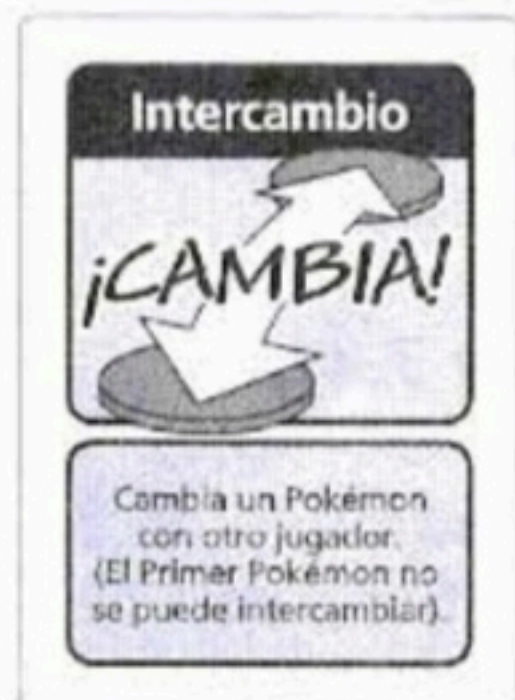 Intercambio
¡CAMBIA!
Cambia un Pokémon
con otro jugador.
(El Primer Pokémon no
se puede intercambiar).